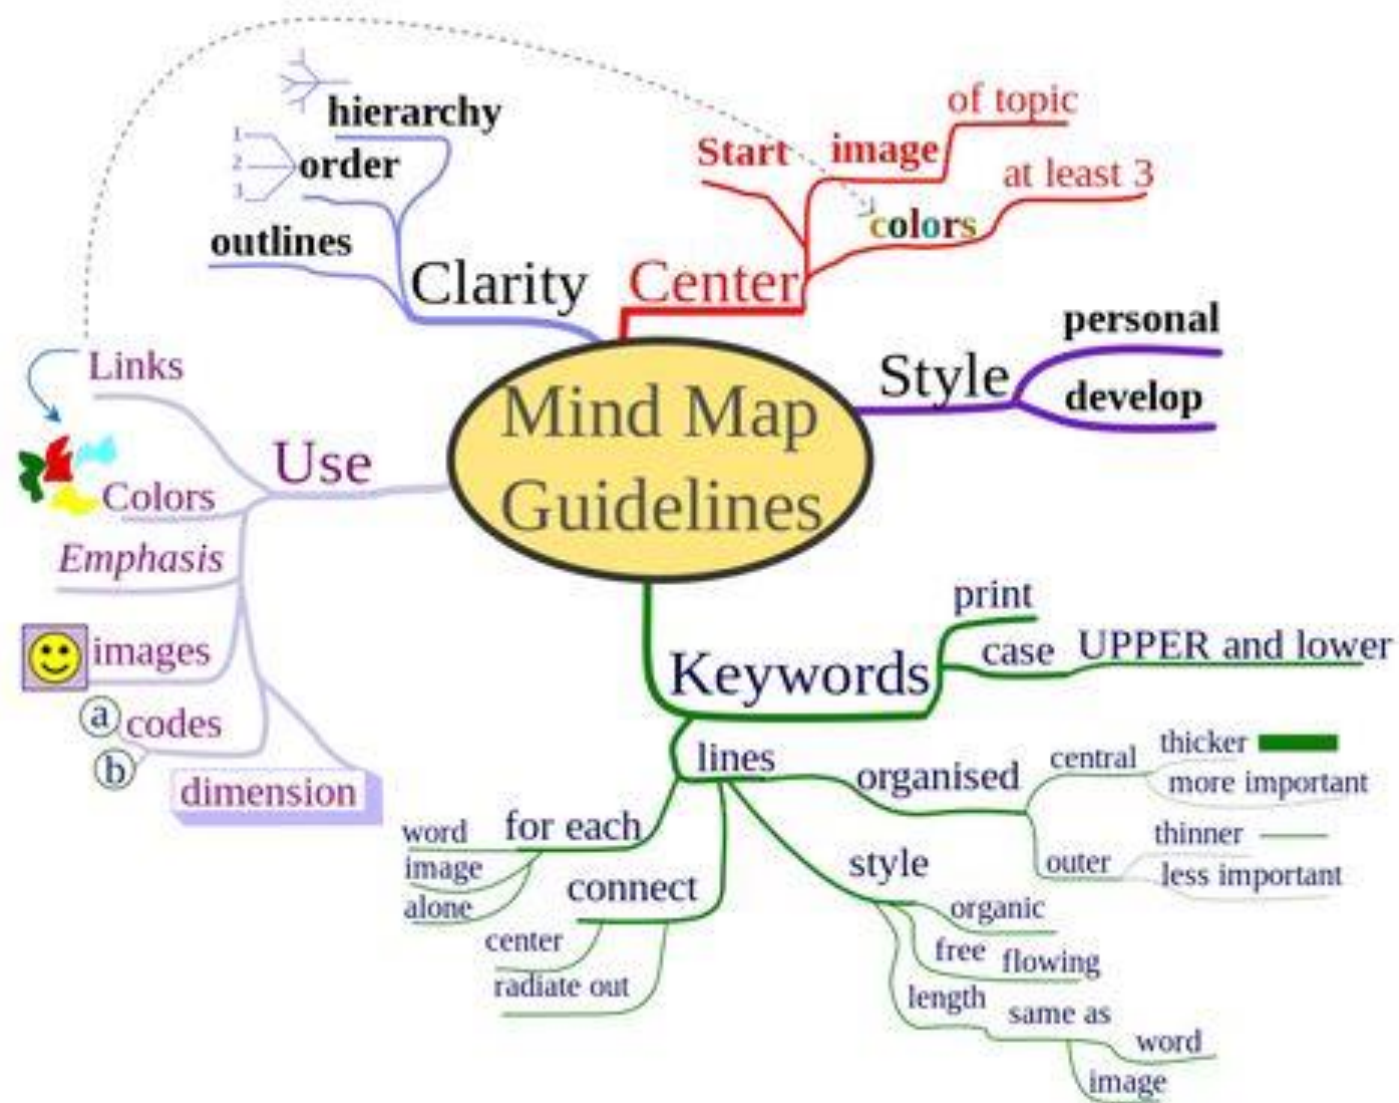 Mind Map
Guidelines
Clarity
hierarchy
1
2
3
order
outlines
Center
Start
image
of topic
colors
at least 3
Style
personal
develop
Keywords
print
case
UPPER and lower
lines
organised
central
thicker
more important
outer
thinner
less important
style
organic
free
flowing
length
same as
word
image
connect
center
radiate out
for each
word
image
alone
Use
Links
Colors
Emphasis
images
a
b
codes
dimension